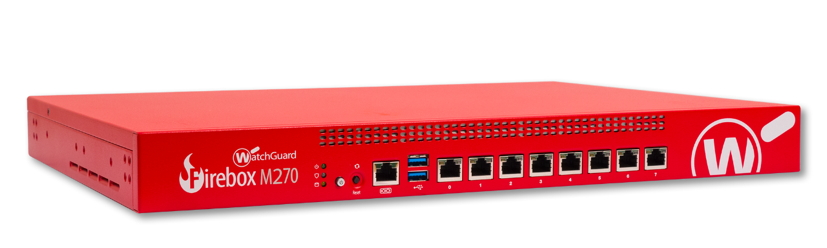 WatchGuard
Firebox M270
Reset
0 1 2 3 4 5 6 7
W